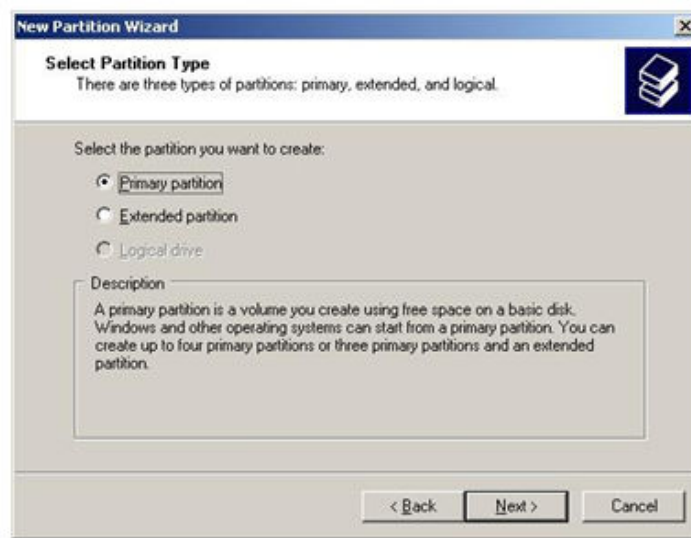 New Partition Wizard
Select Partition Type
There are three types of partitions: primary, extended, and logical.
Select the partition you want to create:
Primary partition
Extended partition
Logical drive
Description
A primary partition is a volume you create using free space on a basic disk.
Windows and other operating systems can start from a primary partition. You can
create up to four primary partitions or three primary partitions and an extended
partition.
< Back Next > Cancel